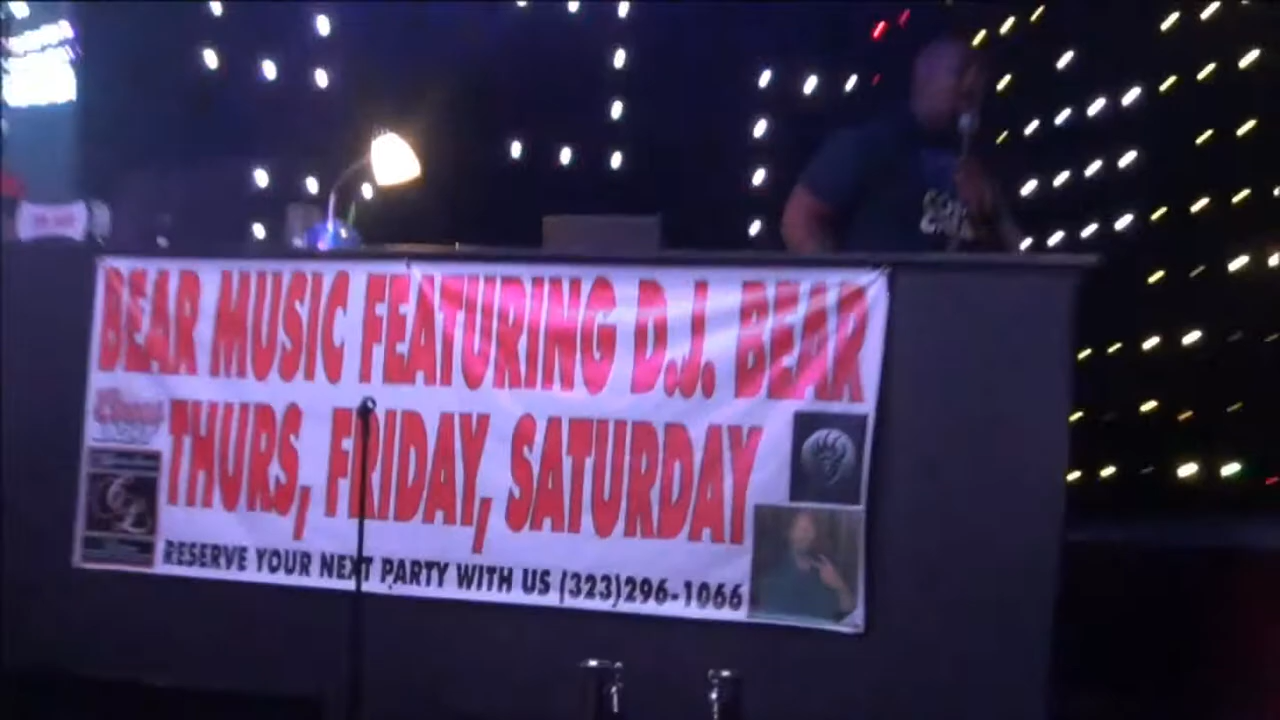 BEAR MUSIC FEATURING D.J. BEAR
THURS, FRIDAY, SATURDAY
RESERVE YOUR NEXT PARTY WITH US (323)296-1066